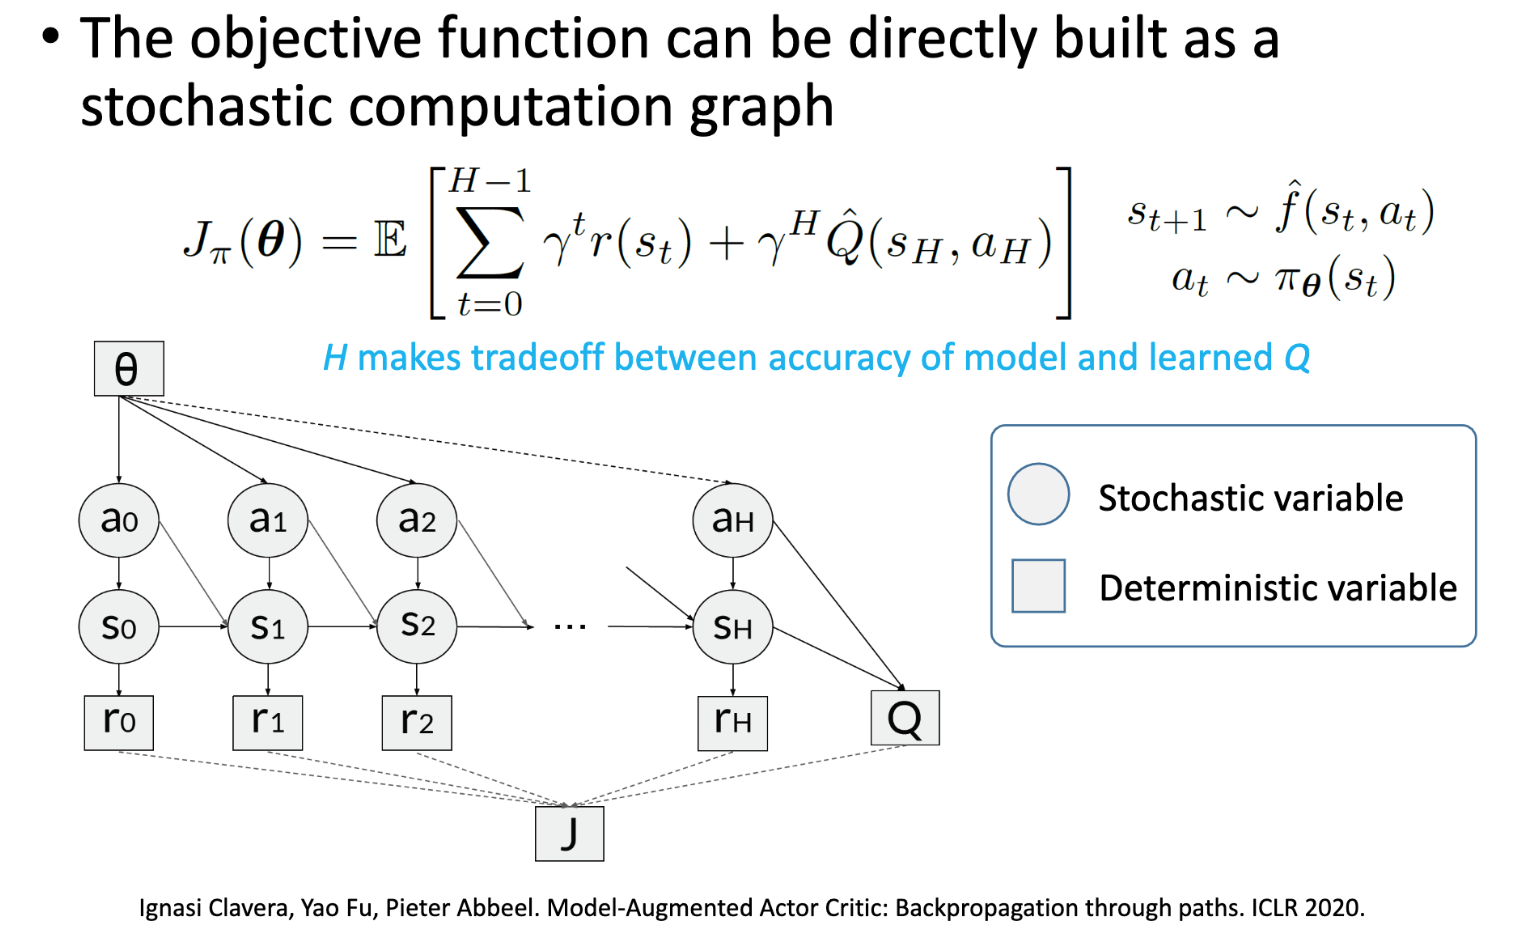 • The objective function can be directly built as a
stochastic computation graph
J_π(θ) = 𝔼 [ ∑_{t=0}^{H−1} γ^t r(s_t) + γ^H Q̂(s_H, a_H) ]
s_{t+1} ∼ f̂(s_t, a_t)
a_t ∼ π_θ(s_t)
H makes tradeoff between accuracy of model and learned Q
θ
a0 a1 a2 aH
s0 s1 s2 ... sH
r0 r1 r2 rH Q
J
Stochastic variable
Deterministic variable
Ignasi Clavera, Yao Fu, Pieter Abbeel. Model-Augmented Actor Critic: Backpropagation through paths. ICLR 2020.